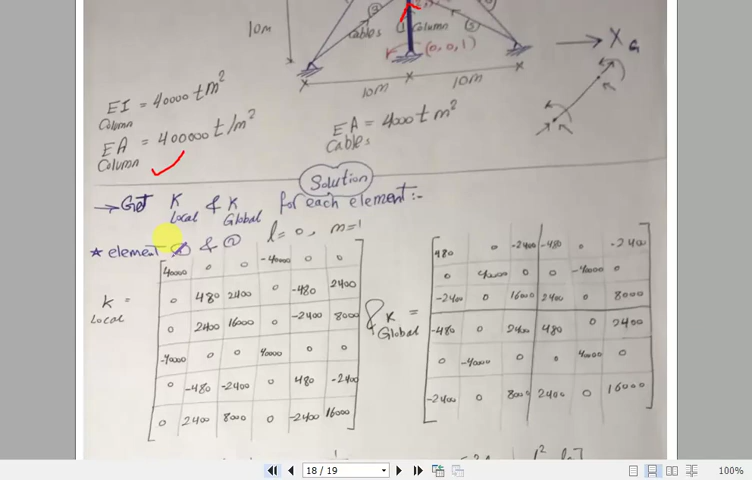 10m
③
cables
① column
⑤
(0,0,1)
→ X G
10m
10m
EI = 40000 t m²
Column
EA = 400000 t/m²
Column
EA = 4000 t m²
Cables
Solution
→ Get K Local & K Global for each element:-
* element & @ l = 0, m = 1
K Local =
40000 0 0 -40000 0 0
0 480 2400 0 -480 2400
0 2400 16000 0 -2400 8000
-40000 0 0 40000 0 0
0 -480 -2400 0 480 -2400
0 2400 8000 0 -2400 16000
& K Global =
480 0 -2400 -480 0 -2400
0 40000 0 0 -40000 0
-2400 0 16000 2400 0 8000
-480 0 2400 480 0 2400
0 -40000 0 0 40000 0
-2400 0 8000 2400 0 16000
18 / 19
100%